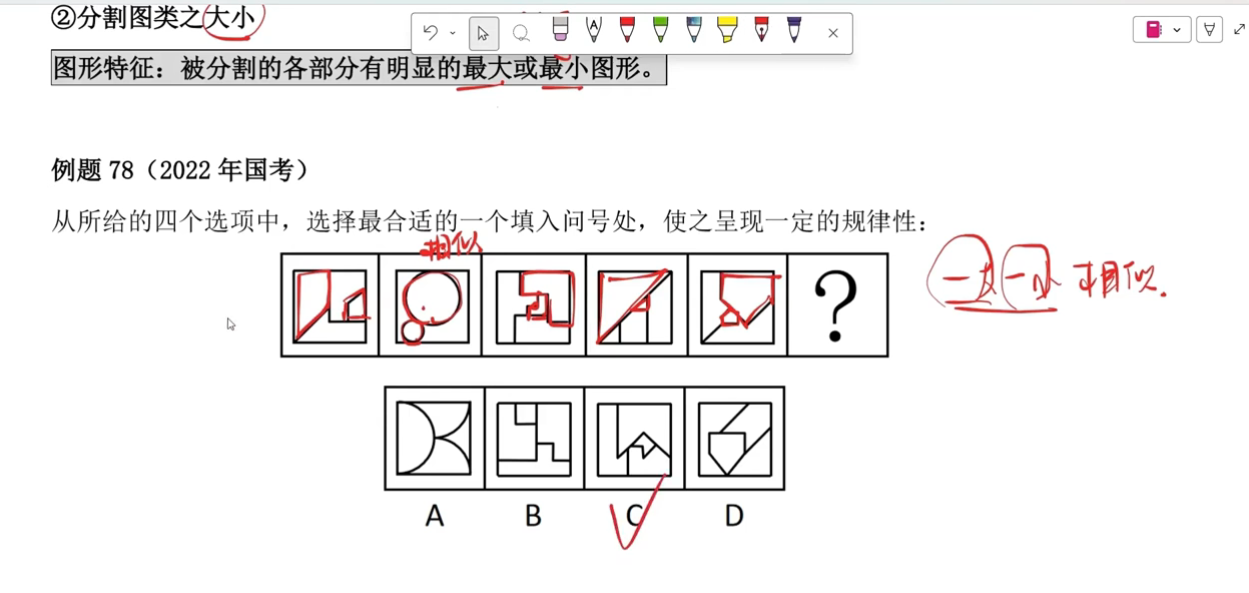 ②分割图类之大小
图形特征：被分割的各部分有明显的最大或最小图形。
例题 78（2022 年国考）
从所给的四个选项中，选择最合适的一个填入问号处，使之呈现一定的规律性：
相似
一大一小 相似.
?
A B C D